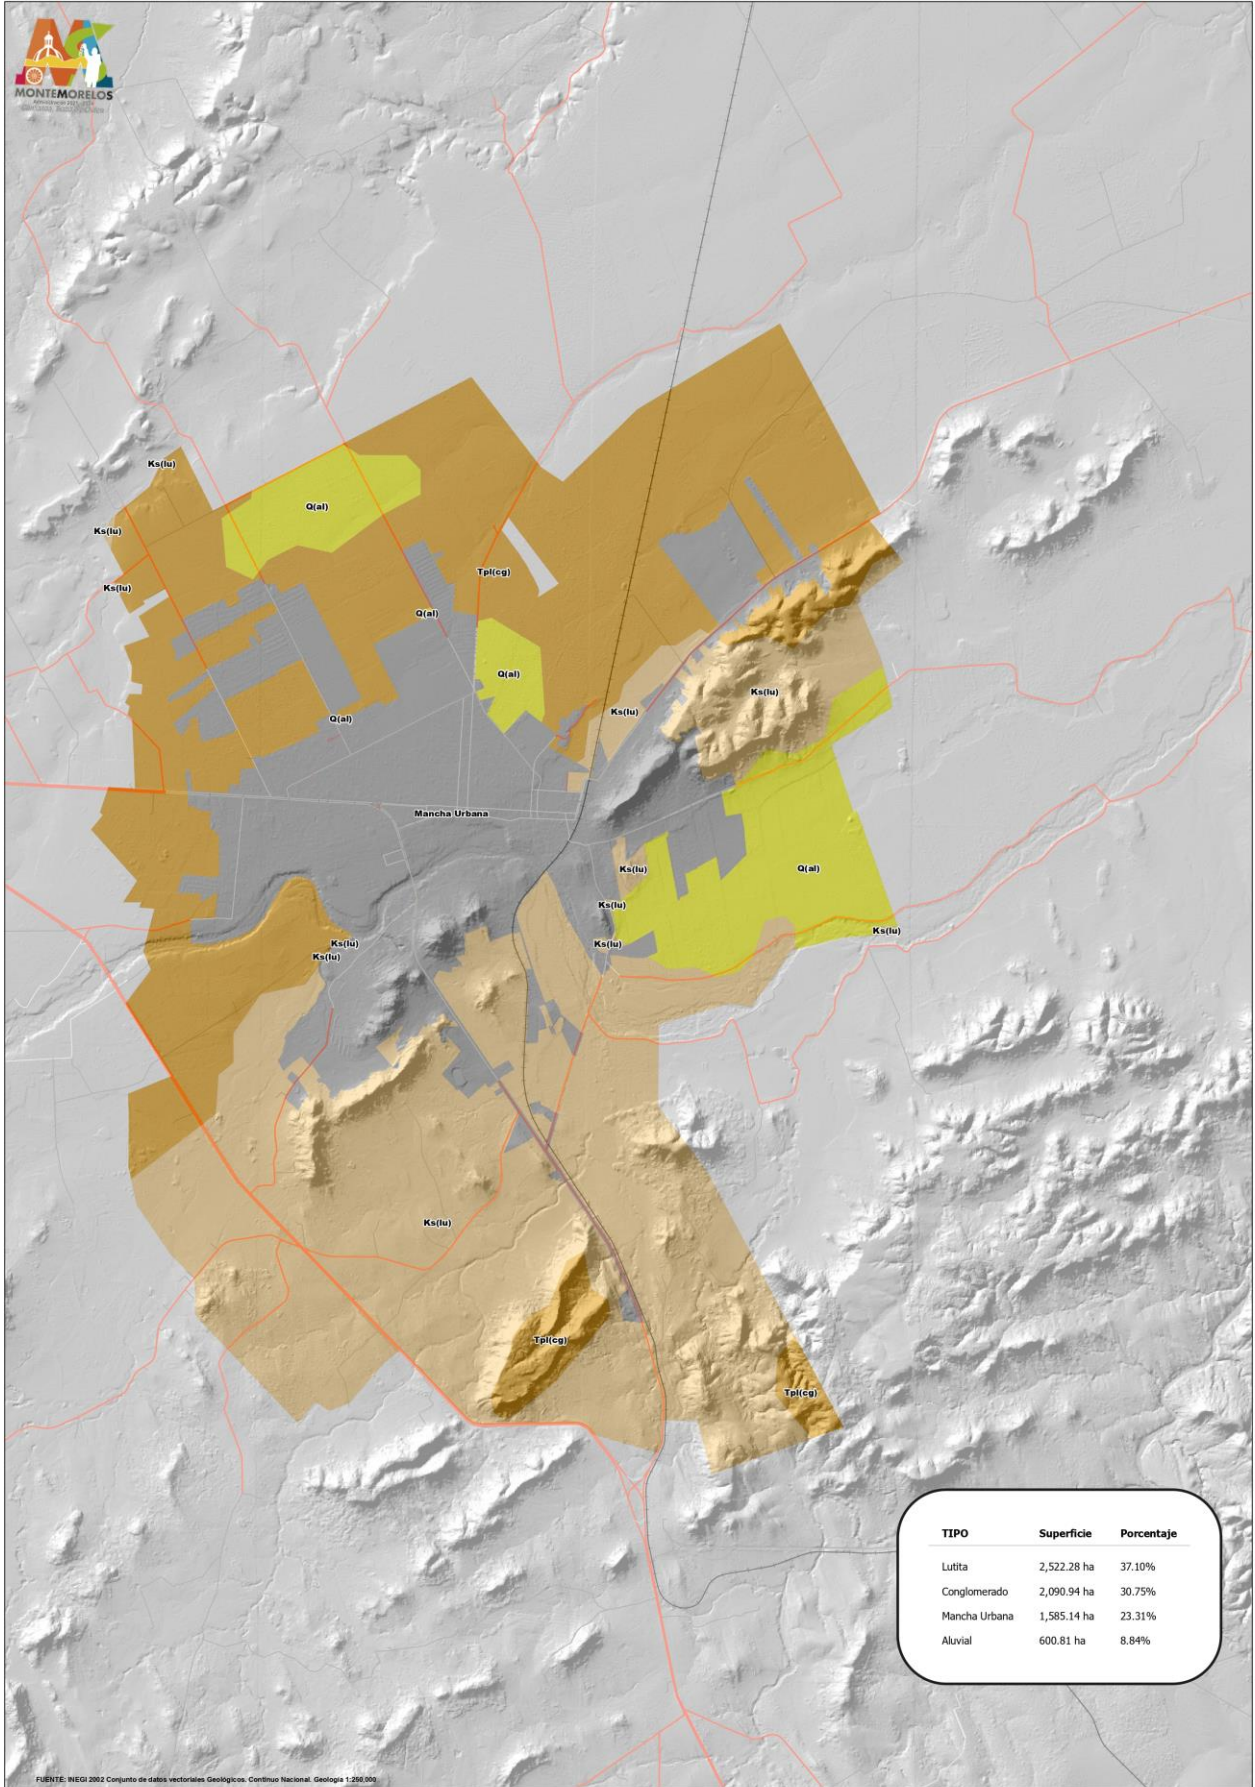 MONTEMORELOS
Ks(lu)
Q(al)
Ks(lu)
Tpl(cg)
Ks(lu)
Q(al)
Q(al)
Ks(lu)
Ks(lu)
Q(al)
Mancha Urbana
Ks(lu)
Q(al)
Ks(lu)
Ks(lu)
Ks(lu)
Ks(lu)
Ks(lu)
Ks(lu)
Tpl(cg)
Tpl(cg)
TIPO Superficie Porcentaje
Lutita 2,522.28 ha 37.10%
Conglomerado 2,090.94 ha 30.75%
Mancha Urbana 1,585.14 ha 23.31%
Aluvial 600.81 ha 8.84%
FUENTE: INEGI 2002 Conjunto de datos vectoriales Geológicos. Continuo Nacional. Geología 1:250,000